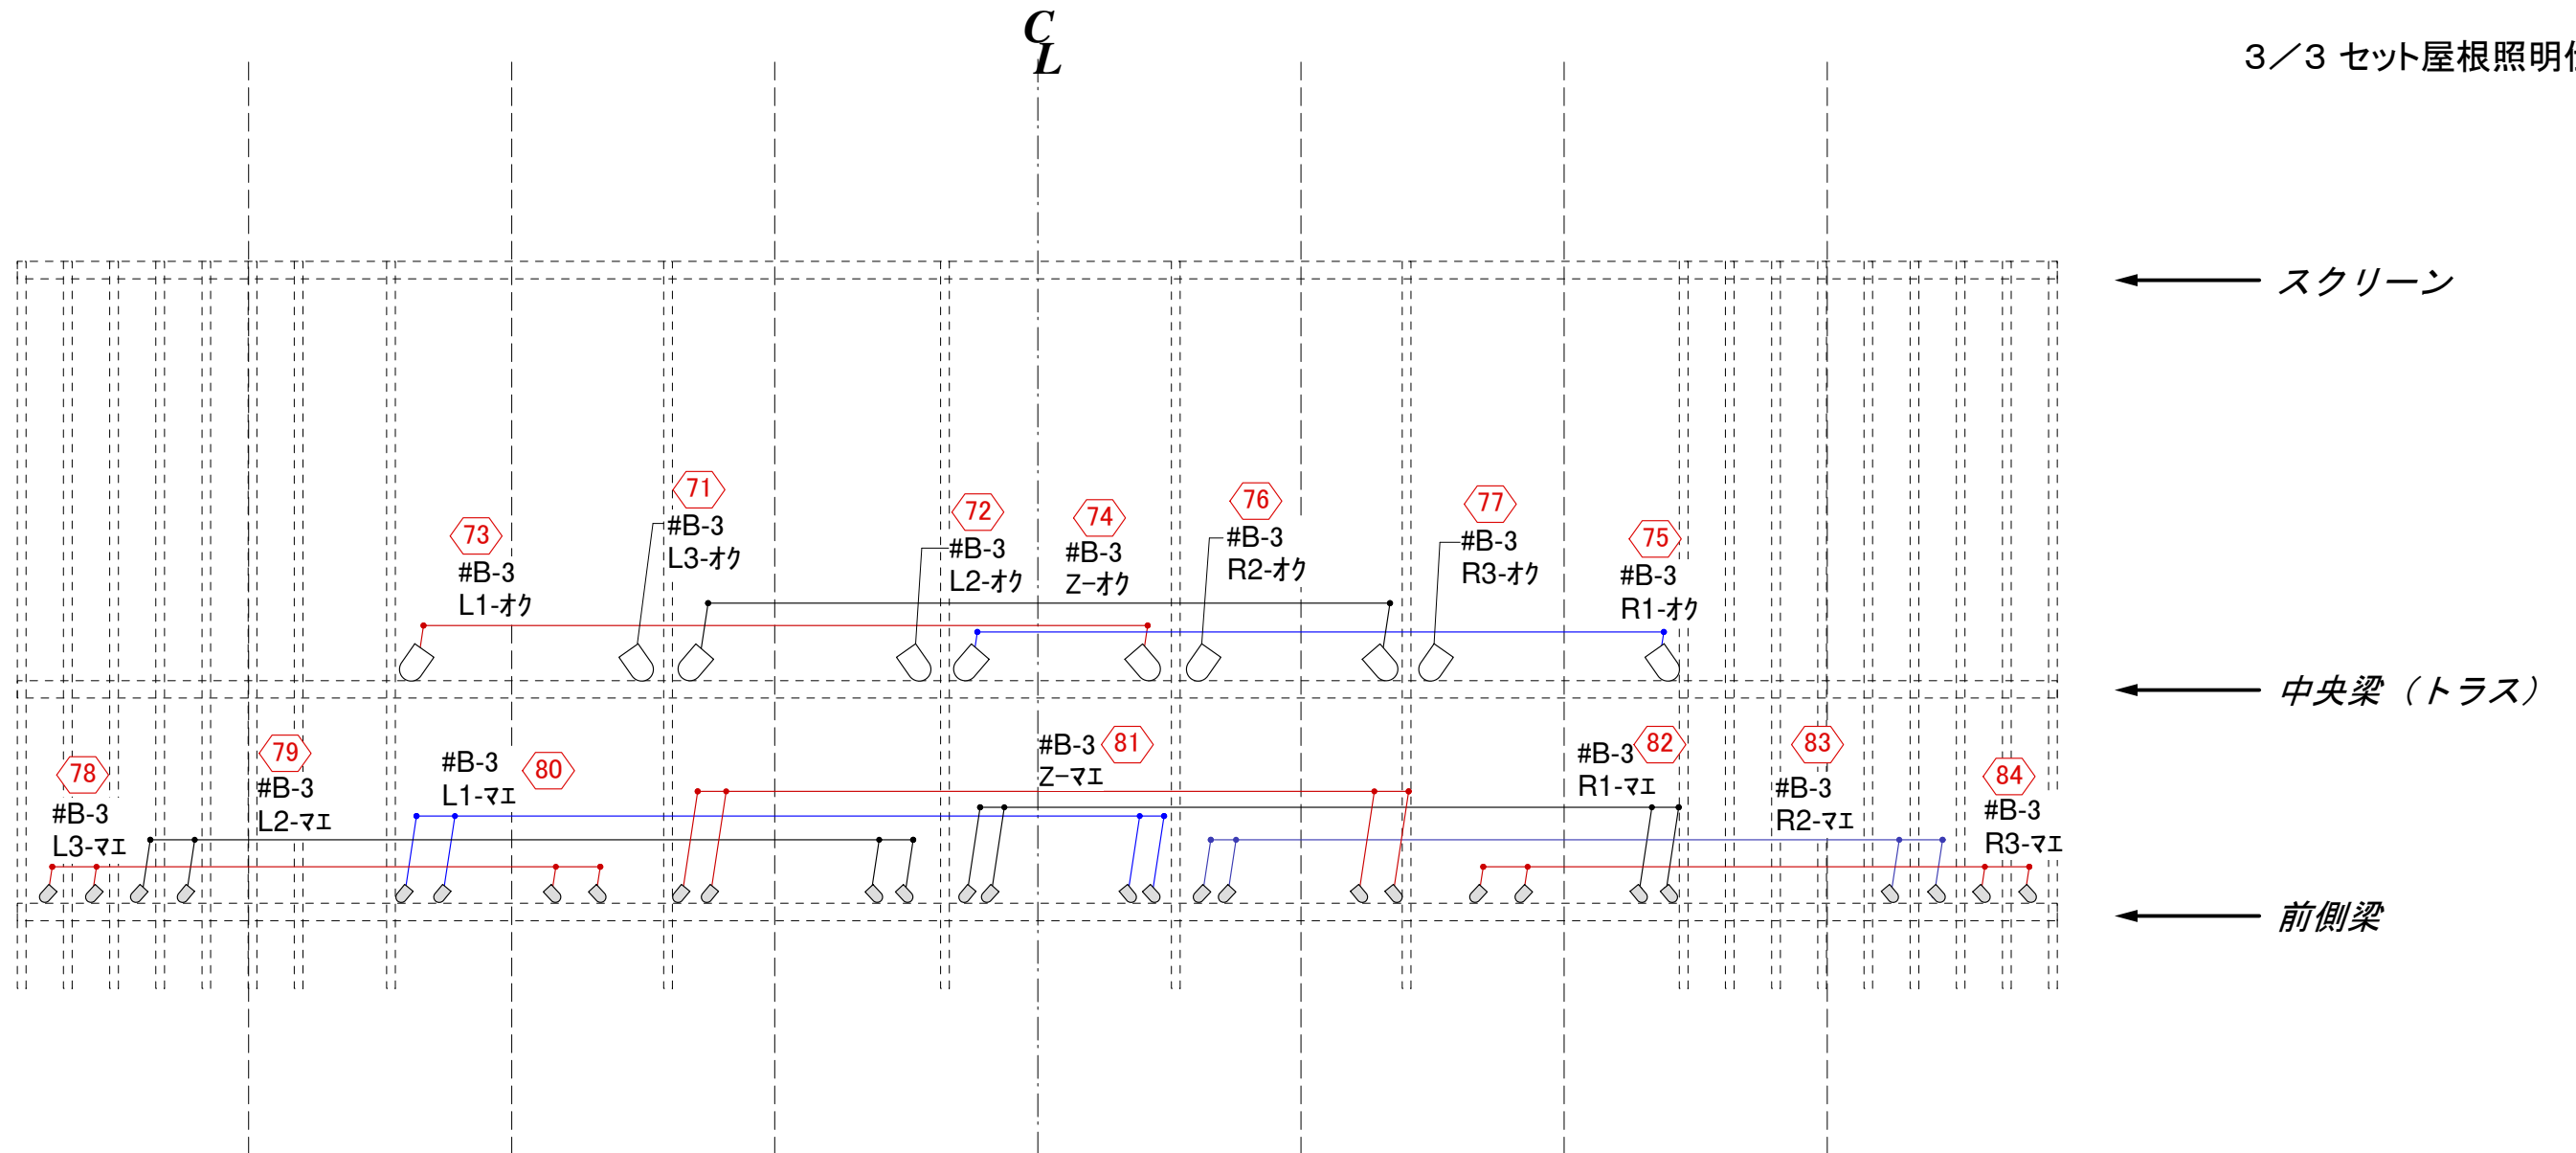 CL
3／3 セット屋根照明
スクリーン
71
#B-3
L3-ｵｸ
73
#B-3
L1-ｵｸ
72
#B-3
L2-ｵｸ
74
#B-3
Z-ｵｸ
76
#B-3
R2-ｵｸ
77
#B-3
R3-ｵｸ
75
#B-3
R1-ｵｸ
中央梁（トラス）
78
#B-3
L3-ﾏｴ
79
#B-3
L2-ﾏｴ
#B-3
80
L1-ﾏｴ
#B-3 81
Z-ﾏｴ
#B-3 82
R1-ﾏｴ
83
#B-3
R2-ﾏｴ
84
#B-3
R3-ﾏｴ
前側梁